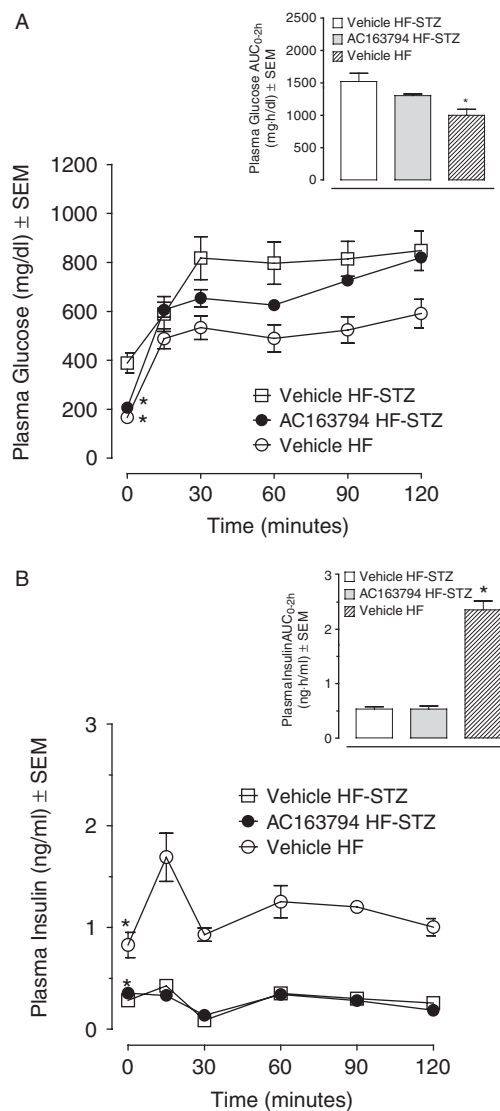 A
Plasma Glucose AUC0-2h
(mg·h/dl) ± SEM
2500
2000
1500
1000
500
0
Vehicle HF-STZ
AC163794 HF-STZ
Vehicle HF
*
Plasma Glucose (mg/dl) ± SEM
1200
1000
800
600
400
200
0
*
*
Vehicle HF-STZ
AC163794 HF-STZ
Vehicle HF
0 30 60 90 120
Time (minutes)
B
PlasmaInsulinAUC0-2h
(ng·h/ml) ± SEM
3
2
1
0
Vehicle HF-STZ
AC163794 HF-STZ
Vehicle HF
*
Plasma Insulin (ng/ml) ± SEM
3
2
1
0
Vehicle HF-STZ
AC163794 HF-STZ
Vehicle HF
*
*
0 30 60 90 120
Time (minutes)